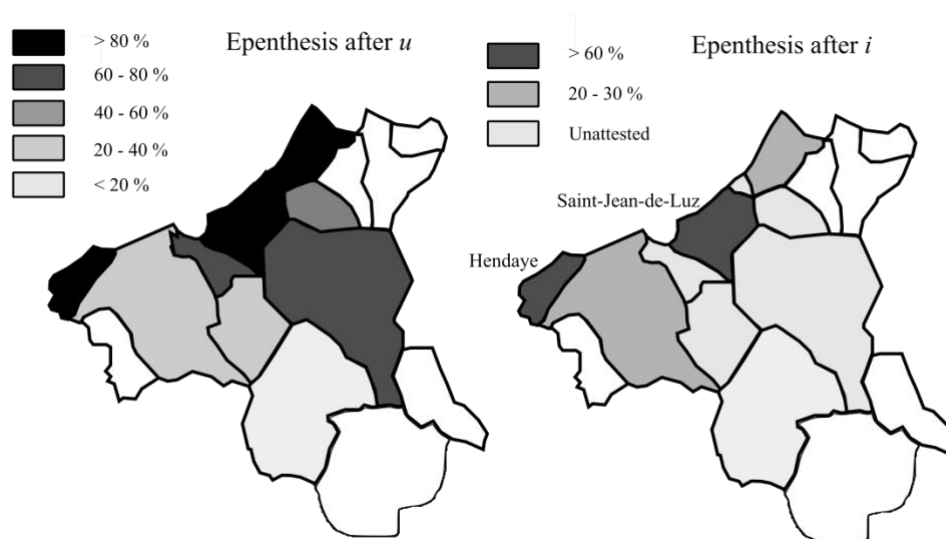 Epenthesis after u
> 80 %
60 - 80 %
40 - 60 %
20 - 40 %
< 20 %
Epenthesis after i
> 60 %
20 - 30 %
Unattested
Saint-Jean-de-Luz
Hendaye